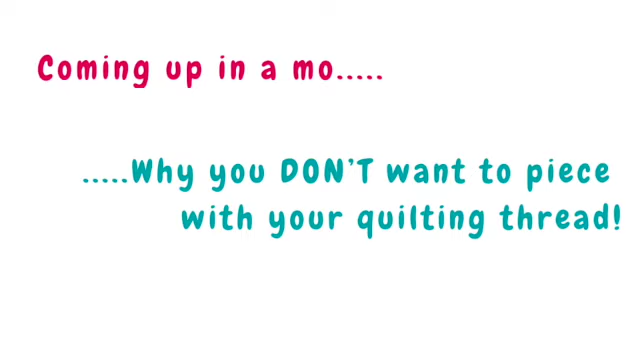 Coming up in a mo.....
.....Why you DON'T want to piece
with your quilting thread!